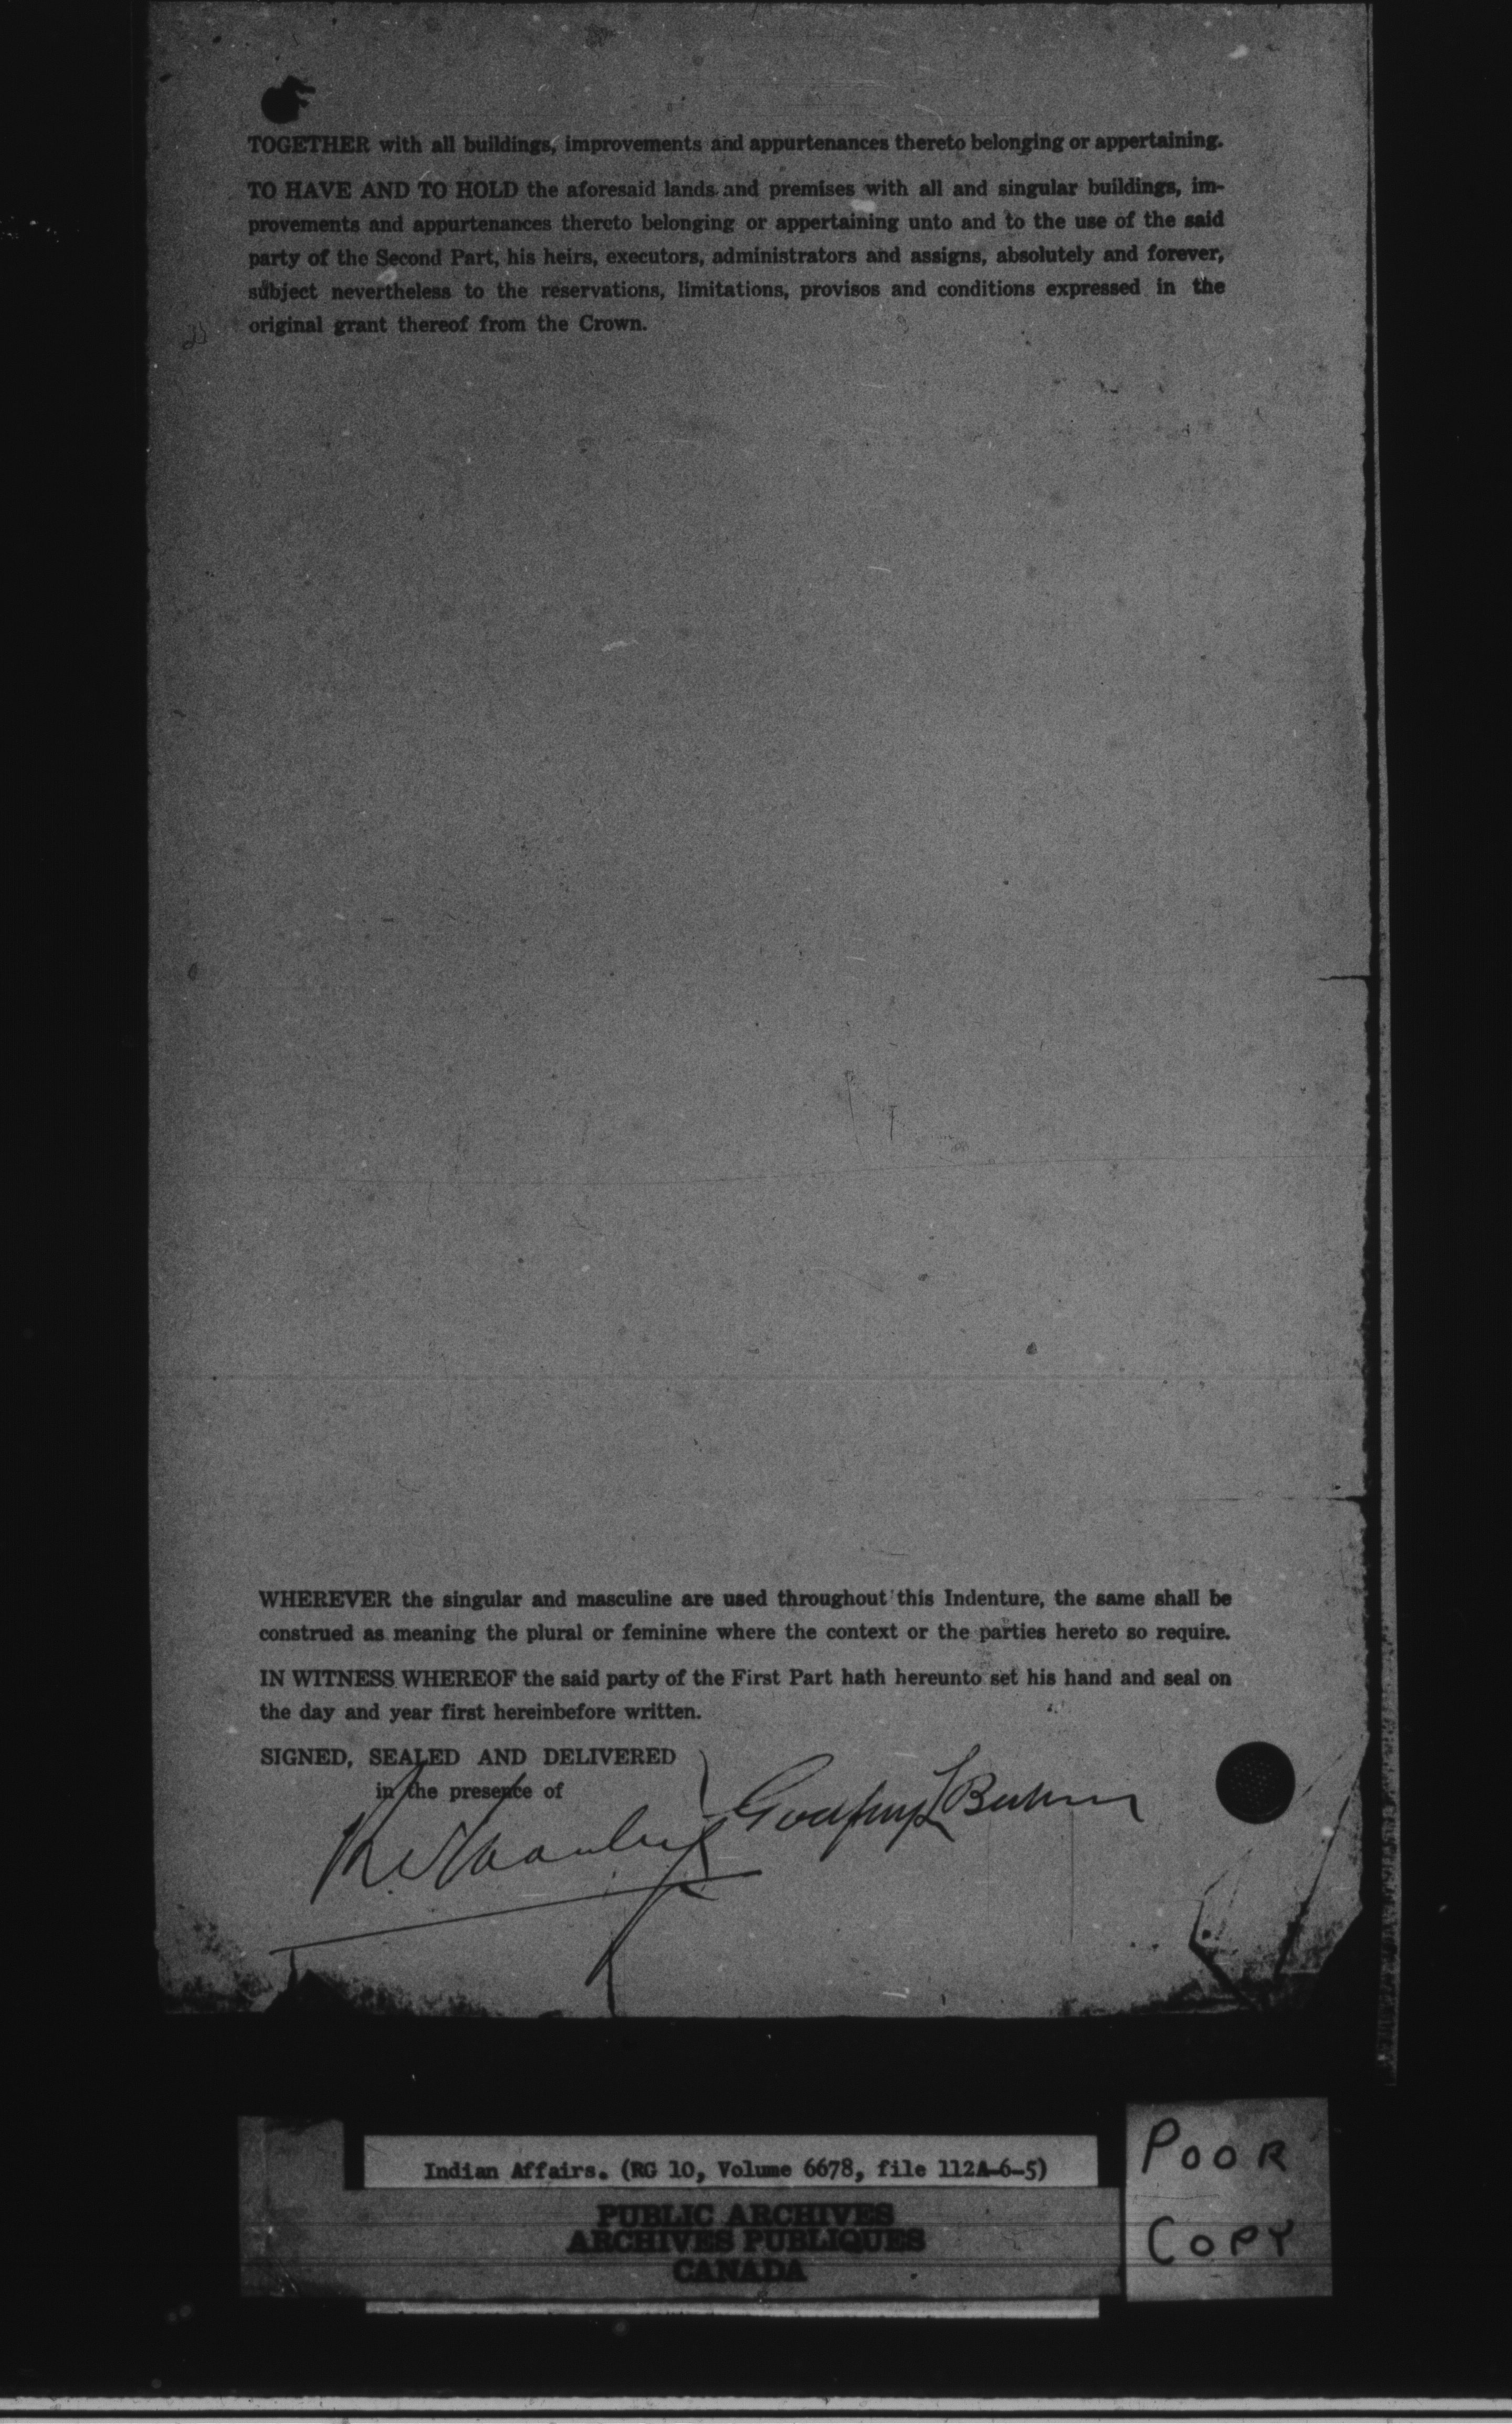 TOGETHER with all buildings, improvements and appurtenances thereto belonging or appertaining.
TO HAVE AND TO HOLD the aforesaid lands and premises with all and singular buildings, im-
provements and appurtenances thereto belonging or appertaining unto and to the use of the said
party of the Second Part, his heirs, executors, administrators and assigns, absolutely and forever,
subject nevertheless to the reservations, limitations, provisos and conditions expressed in the
original grant thereof from the Crown.
WHEREVER the singular and masculine are used throughout this Indenture, the same shall be
construed as meaning the plural or feminine where the context or the parties hereto so require.
IN WITNESS WHEREOF the said party of the First Part hath hereunto set his hand and seal on
the day and year first hereinbefore written.
SIGNED, SEALED AND DELIVERED
in the presence of
Indian Affairs. (RG 10, Volume 6678, file 112A-6-5)
PUBLIC ARCHIVES
ARCHIVES PUBLIQUES
CANADA
POOR
COPY